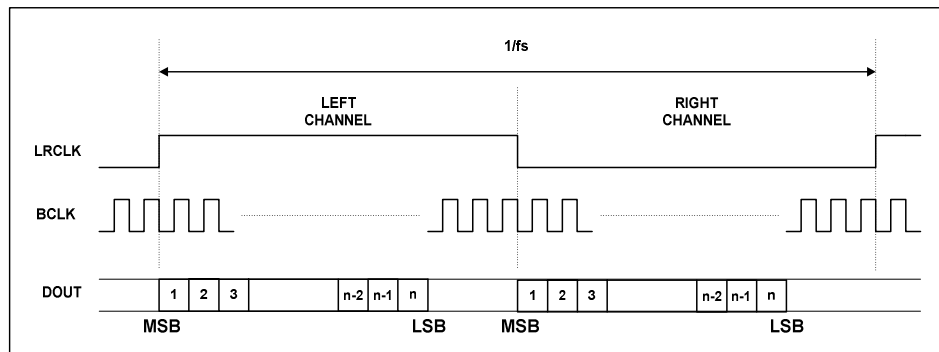 1/fs
LEFT
CHANNEL
RIGHT
CHANNEL
LRCLK
BCLK
DOUT
1 2 3 n-2 n-1 n 1 2 3 n-2 n-1 n
MSB LSB MSB LSB